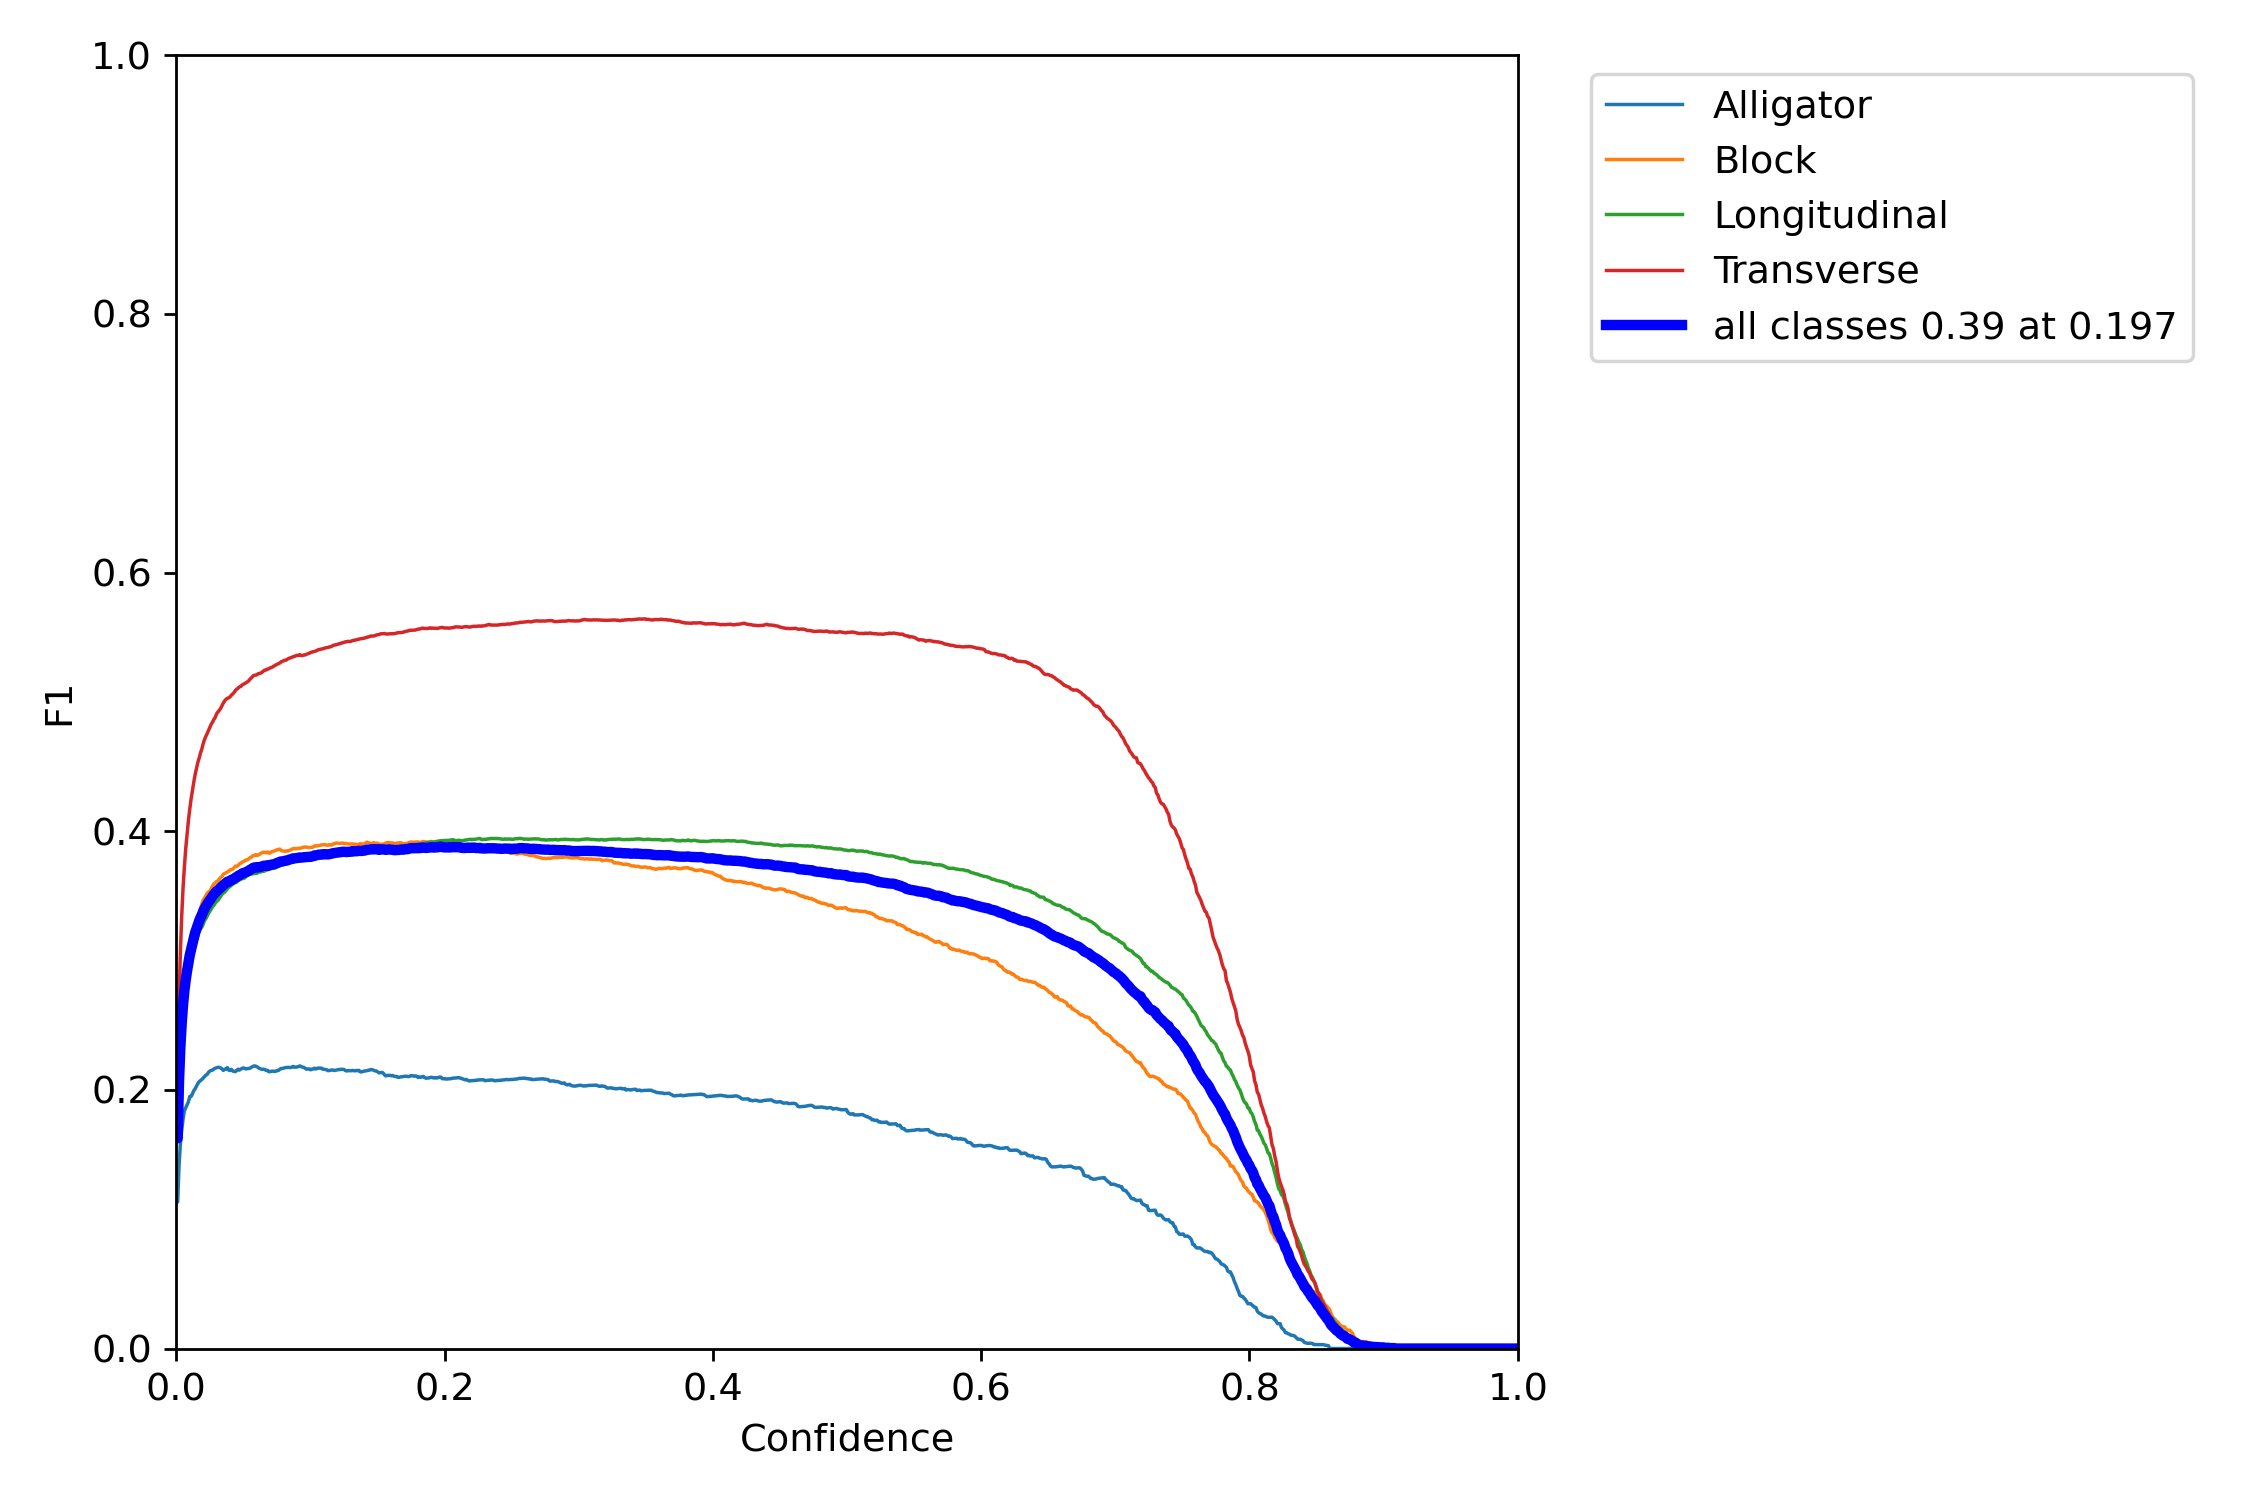 1.0
0.8
0.6
0.4
0.2
0.0
F1
0.0 0.2 0.4 0.6 0.8 1.0
Confidence
Alligator
Block
Longitudinal
Transverse
all classes 0.39 at 0.197